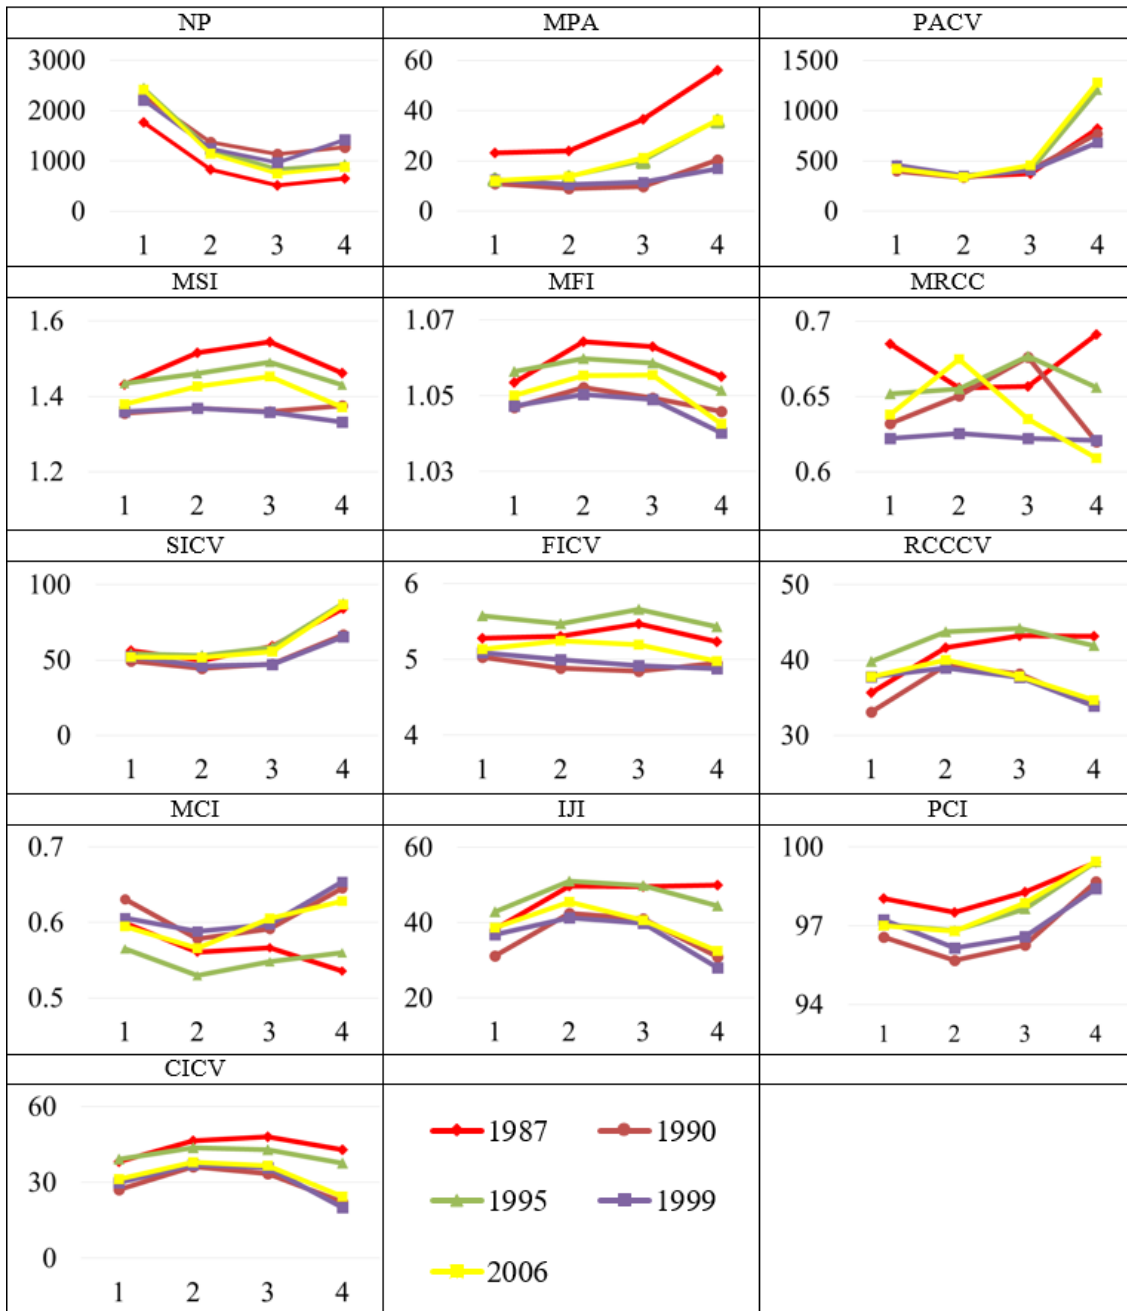 NP MPA PACV
3000 60 1500
2000 40 1000
1000 20 500
0 0 0
1 2 3 4 1 2 3 4 1 2 3 4
MSI MFI MRCC
1.6 1.07 0.7
1.4 1.05 0.65
1.2 1.03 0.6
1 2 3 4 1 2 3 4 1 2 3 4
SICV FICV RCCCV
100 6 50
50 5 40
0 4 30
1 2 3 4 1 2 3 4 1 2 3 4
MCI IJI PCI
0.7 60 100
0.6 40 97
0.5 20 94
1 2 3 4 1 2 3 4 1 2 3 4
CICV
60
30
0
1 2 3 4
1987 1990
1995 1999
2006